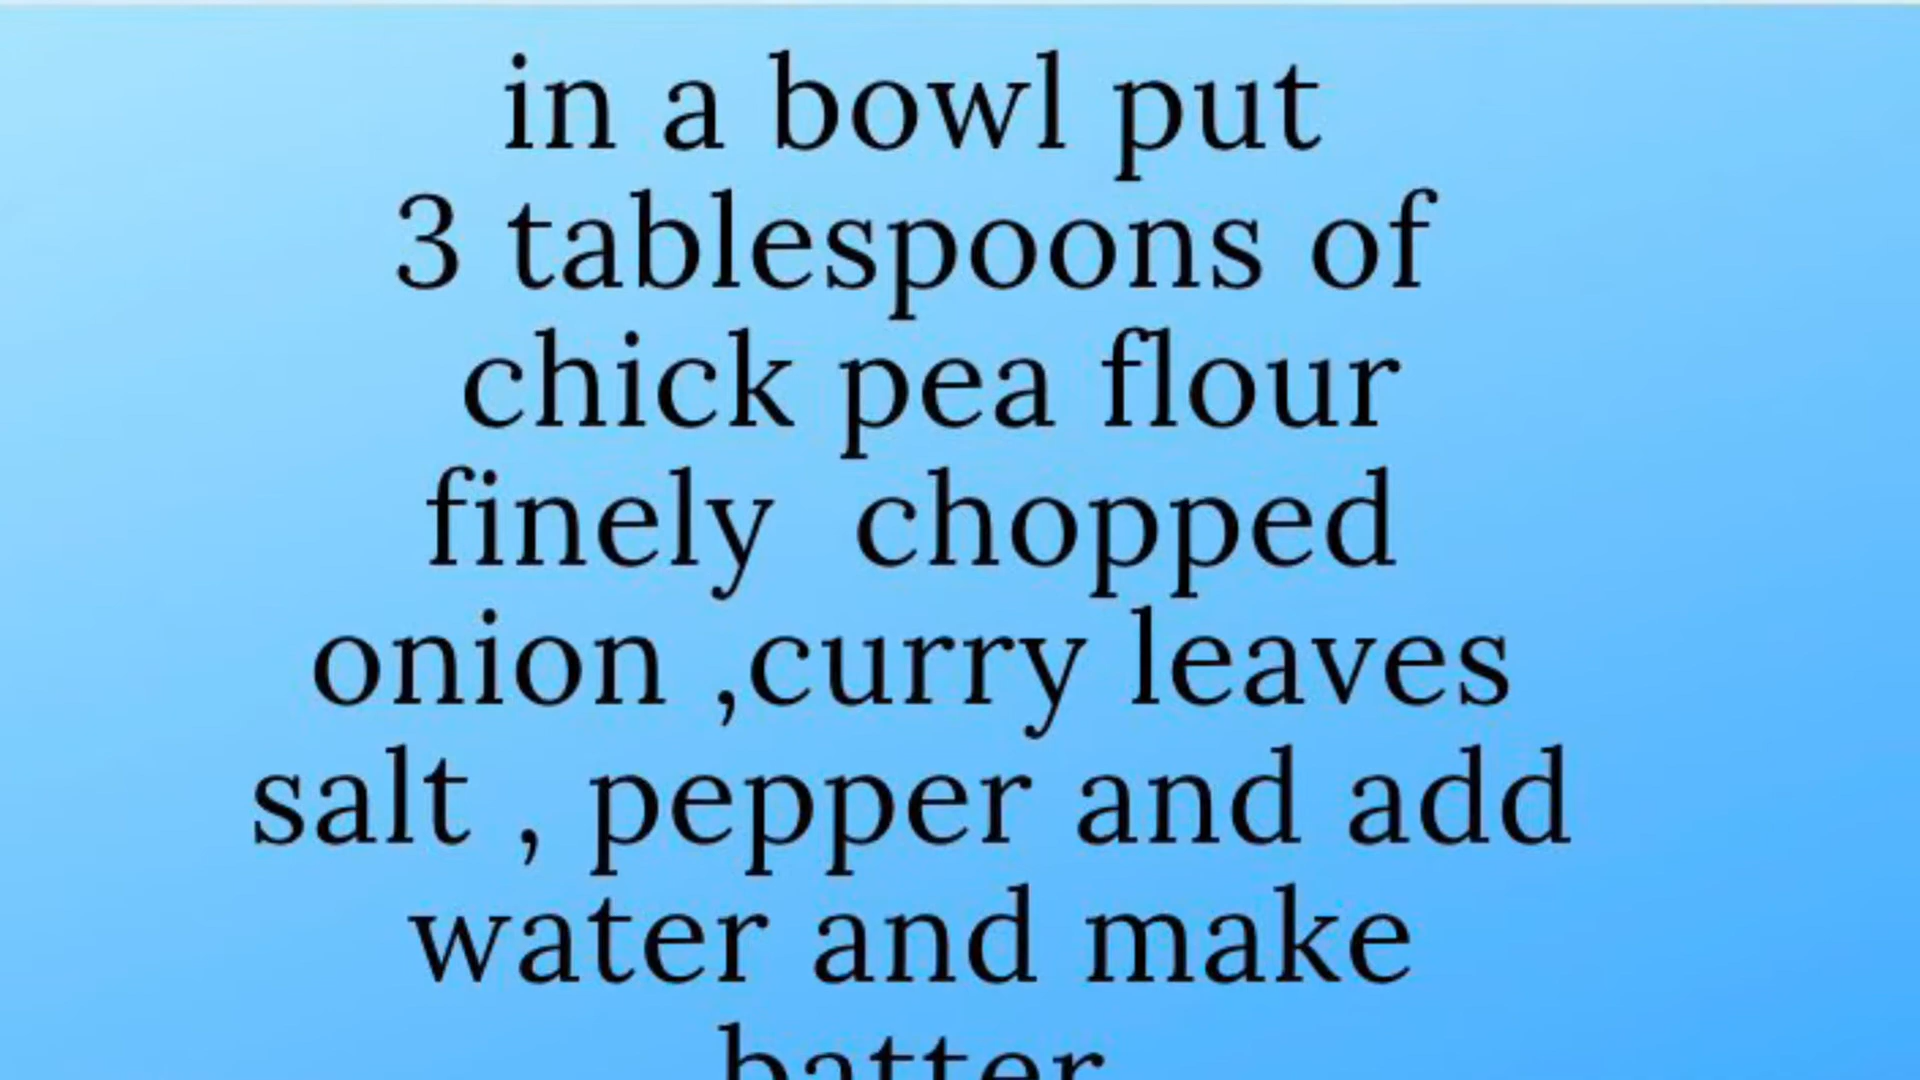 in a bowl put
3 tablespoons of
chick pea flour
finely  chopped
onion ,curry leaves
salt , pepper and add
water and make
batter